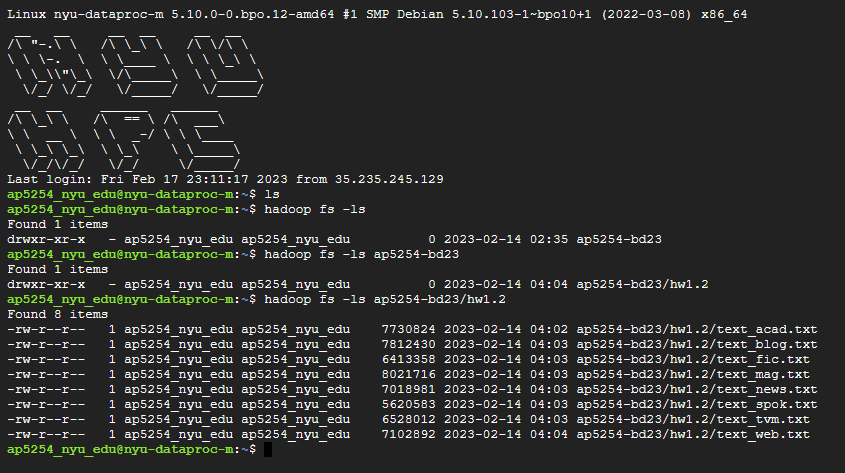 Linux nyu-dataproc-m 5.10.0-0.bpo.12-amd64 #1 SMP Debian 5.10.103-1~bpo10+1 (2022-03-08) x86_64
NYU
HPC
Last login: Fri Feb 17 23:11:17 2023 from 35.235.245.129
ap5254_nyu_edu@nyu-dataproc-m:~$ ls
ap5254_nyu_edu@nyu-dataproc-m:~$ hadoop fs -ls
Found 1 items
drwxr-xr-x   - ap5254_nyu_edu ap5254_nyu_edu          0 2023-02-14 02:35 ap5254-bd23
ap5254_nyu_edu@nyu-dataproc-m:~$ hadoop fs -ls ap5254-bd23
Found 1 items
drwxr-xr-x   - ap5254_nyu_edu ap5254_nyu_edu          0 2023-02-14 04:04 ap5254-bd23/hw1.2
ap5254_nyu_edu@nyu-dataproc-m:~$ hadoop fs -ls ap5254-bd23/hw1.2
Found 8 items
-rw-r--r--   1 ap5254_nyu_edu ap5254_nyu_edu    7730824 2023-02-14 04:02 ap5254-bd23/hw1.2/text_acad.txt
-rw-r--r--   1 ap5254_nyu_edu ap5254_nyu_edu    7812430 2023-02-14 04:03 ap5254-bd23/hw1.2/text_blog.txt
-rw-r--r--   1 ap5254_nyu_edu ap5254_nyu_edu    6413358 2023-02-14 04:03 ap5254-bd23/hw1.2/text_fic.txt
-rw-r--r--   1 ap5254_nyu_edu ap5254_nyu_edu    8021716 2023-02-14 04:03 ap5254-bd23/hw1.2/text_mag.txt
-rw-r--r--   1 ap5254_nyu_edu ap5254_nyu_edu    7018981 2023-02-14 04:03 ap5254-bd23/hw1.2/text_news.txt
-rw-r--r--   1 ap5254_nyu_edu ap5254_nyu_edu    5620583 2023-02-14 04:03 ap5254-bd23/hw1.2/text_spok.txt
-rw-r--r--   1 ap5254_nyu_edu ap5254_nyu_edu    6528012 2023-02-14 04:03 ap5254-bd23/hw1.2/text_tvm.txt
-rw-r--r--   1 ap5254_nyu_edu ap5254_nyu_edu    7102892 2023-02-14 04:04 ap5254-bd23/hw1.2/text_web.txt
ap5254_nyu_edu@nyu-dataproc-m:~$